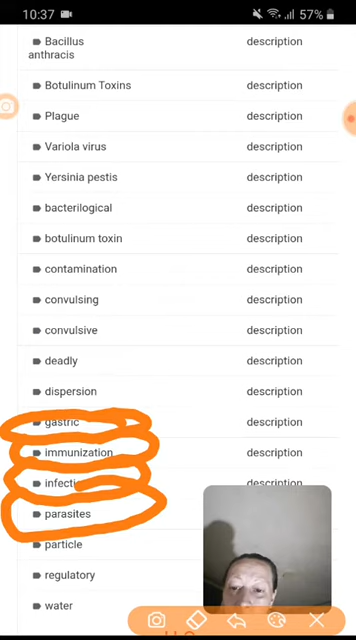 10:37 57%
Bacillus anthracis description
Botulinum Toxins description
Plague description
Variola virus description
Yersinia pestis description
bacterilogical description
botulinum toxin description
contamination description
convulsing description
convulsive description
deadly description
dispersion description
gastric description
immunization description
description
parasites description
particle
regulatory
water